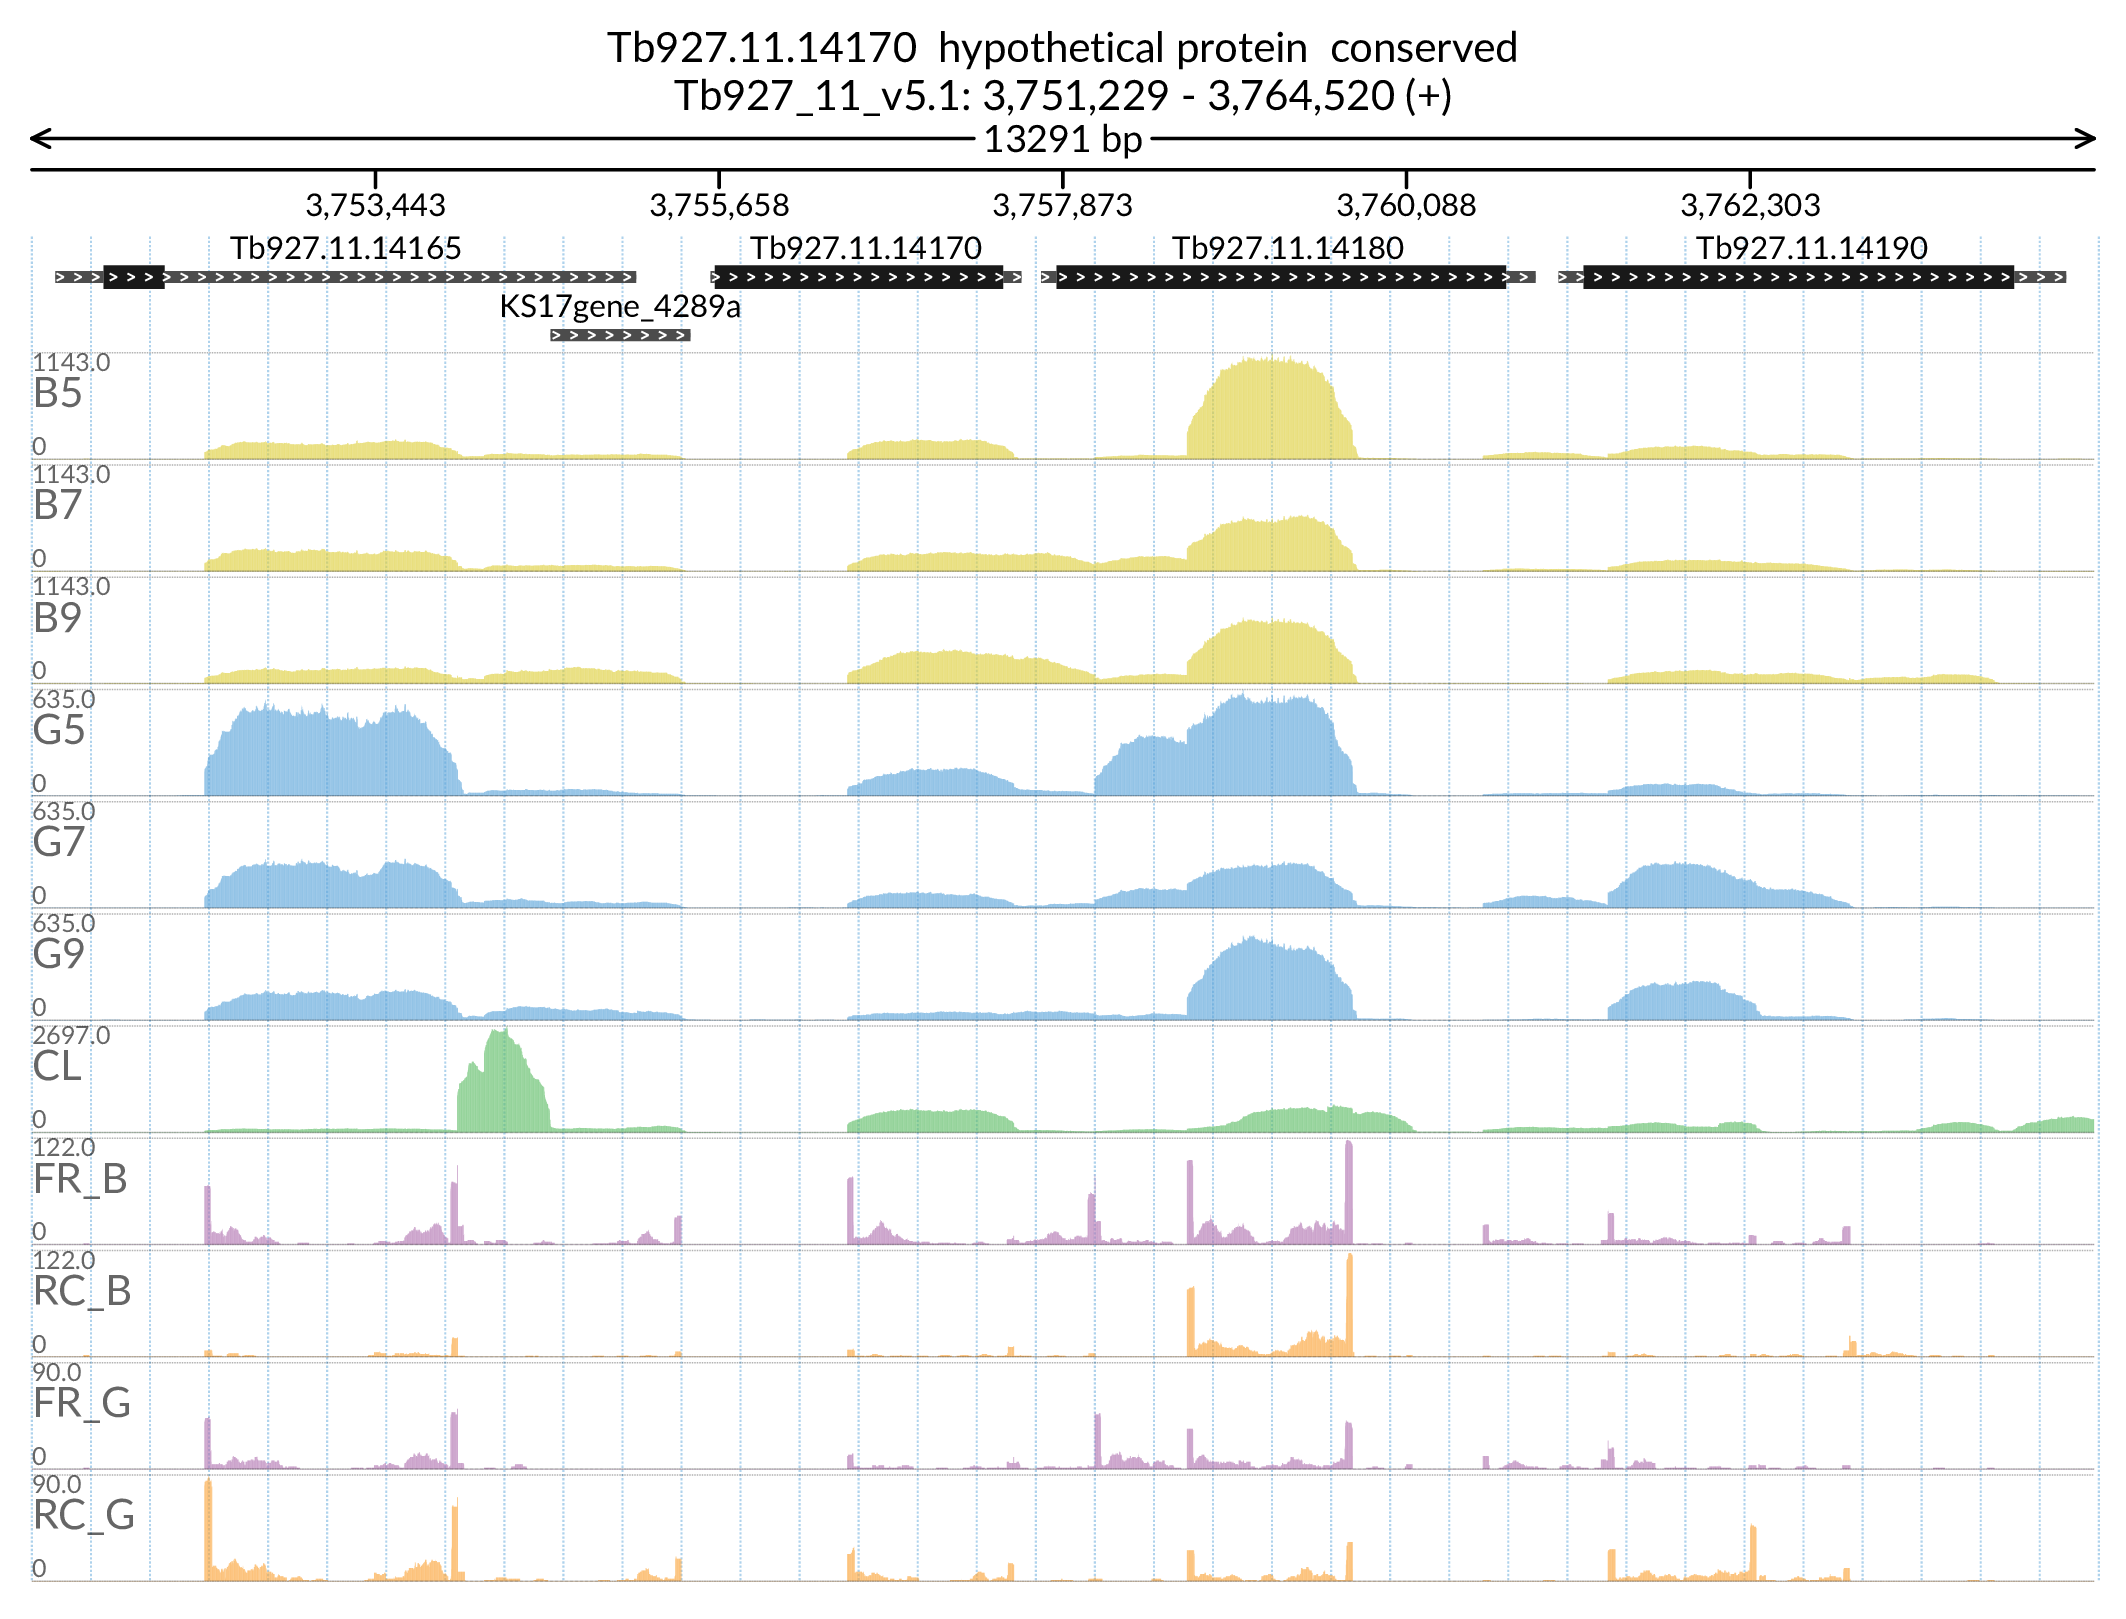 Tb927.11.14170  hypothetical protein  conserved
Tb927_11_v5.1: 3,751,229 - 3,764,520 (+)
13291 bp
3,753,443 3,755,658 3,757,873 3,760,088 3,762,303
Tb927.11.14165 Tb927.11.14170 Tb927.11.14180 Tb927.11.14190
KS17gene_4289a
1143.0
B5
0
1143.0
B7
0
1143.0
B9
0
635.0
G5
0
635.0
G7
0
635.0
G9
0
2697.0
CL
0
122.0
FR_B
0
122.0
RC_B
0
90.0
FR_G
0
90.0
RC_G
0